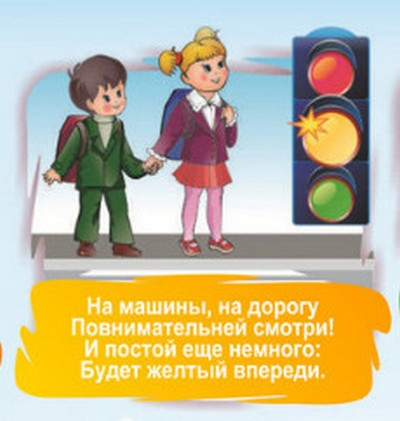 На машины, на дорогу
Повнимательней смотри!
И постой еще немного:
Будет желтый впереди.